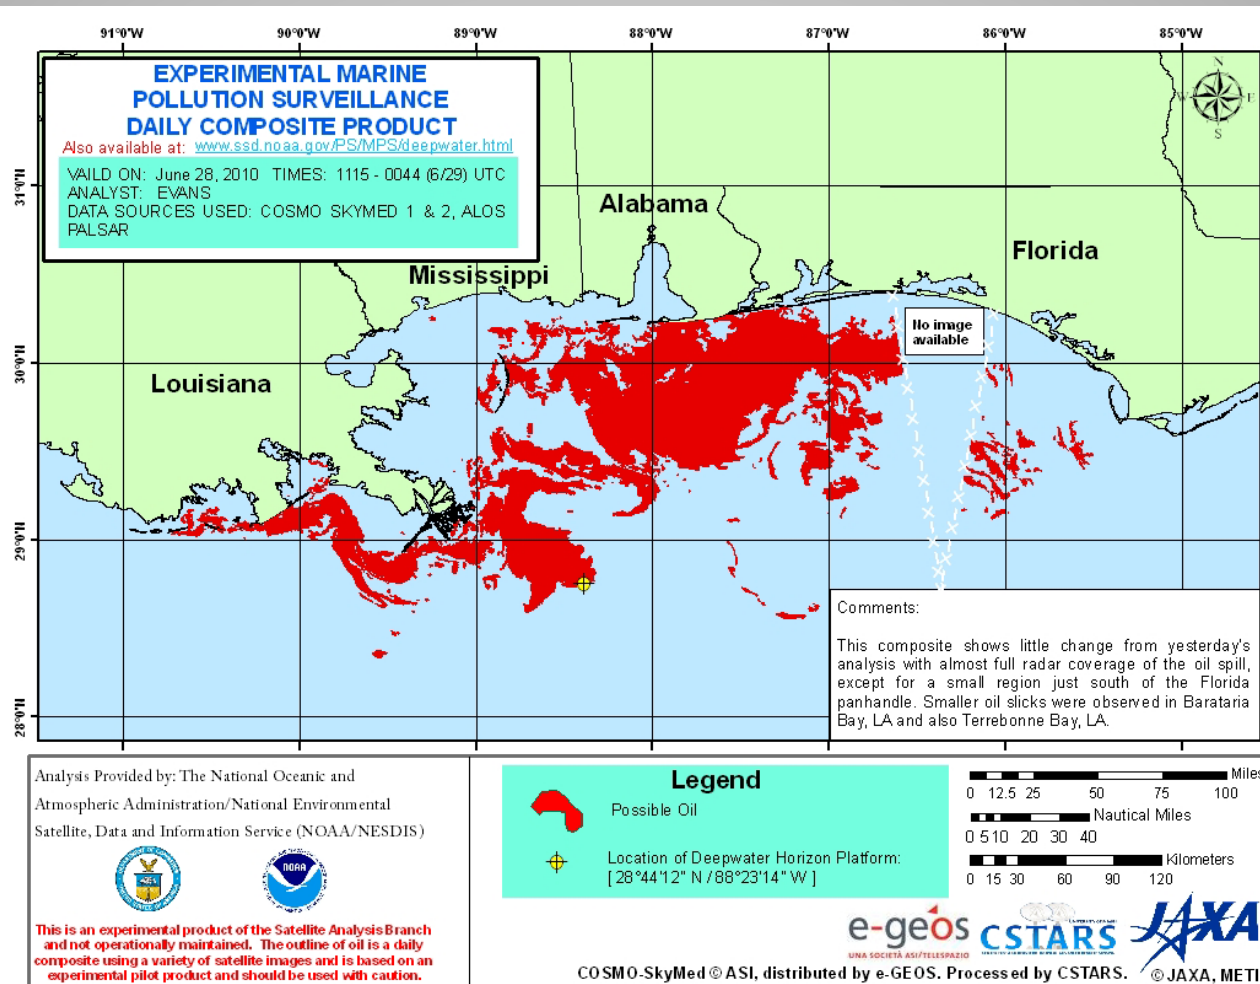 91°0'W 90°0'W 89°0'W 88°0'W 87°0'W 86°0'W 85°0'W
EXPERIMENTAL MARINE
POLLUTION SURVEILLANCE
DAILY COMPOSITE PRODUCT
Also available at: www.ssd.noaa.gov/PS/MPS/deepwater.html
VAILD ON: June 28, 2010 TIMES: 1115 - 0044 (6/29) UTC
ANALYST: EVANS
DATA SOURCES USED: COSMO SKYMED 1 & 2, ALOS
PALSAR
N
W E
S
31°0'N
Alabama
Florida
Mississippi
No image
available
30°0'N
Louisiana
29°0'N
28°0'N
Comments:
This composite shows little change from yesterday's
analysis with almost full radar coverage of the oil spill,
except for a small region just south of the Florida
panhandle. Smaller oil slicks were observed in Barataria
Bay, LA and also Terrebonne Bay, LA.
Analysis Provided by: The National Oceanic and
Atmospheric Administration/National Environmental
Satellite, Data and Information Service (NOAA/NESDIS)
NOAA
This is an experimental product of the Satellite Analysis Branch
and not operationally maintained. The outline of oil is a daily
composite using a variety of satellite images and is based on an
experimental pilot product and should be used with caution.
Legend
Possible Oil
Location of Deepwater Horizon Platform:
[ 28°44'12" N / 88°23'14" W ]
Miles
0 12.5 25 50 75 100
Nautical Miles
0 5 10 20 30 40
Kilometers
0 15 30 60 90 120
e-geos
UNA SOCIETÀ ASI/TELESPAZIO
CSTARS
JAXA
COSMO-SkyMed © ASI, distributed by e-GEOS. Processed by CSTARS. © JAXA, METI